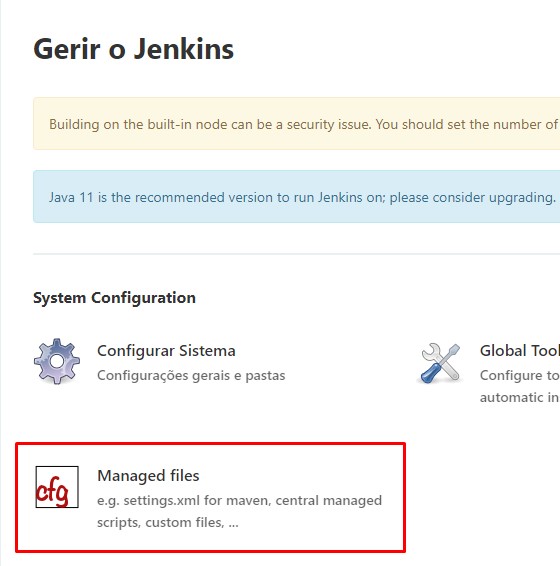 Gerir o Jenkins
Building on the built-in node can be a security issue. You should set the number of
Java 11 is the recommended version to run Jenkins on; please consider upgrading.
System Configuration
Configurar Sistema
Configurações gerais e pastas
Global Tool
Configure to
automatic in
cfg
Managed files
e.g. settings.xml for maven, central managed
scripts, custom files, ...